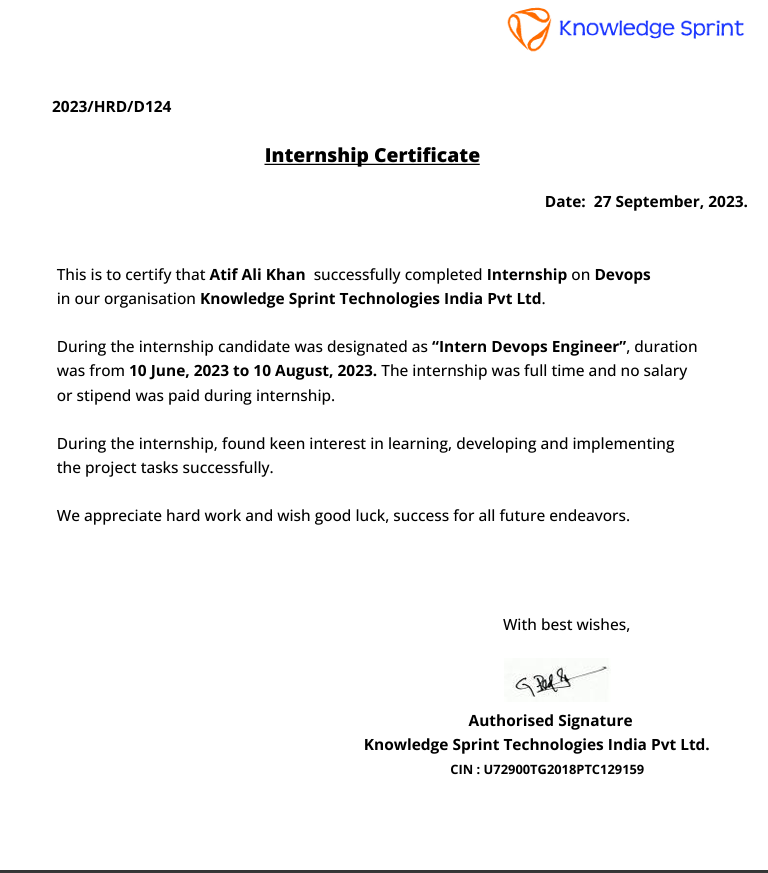 Knowledge Sprint
2023/HRD/D124
Internship Certificate
Date: 27 September, 2023.
This is to certify that Atif Ali Khan successfully completed Internship on Devops
in our organisation Knowledge Sprint Technologies India Pvt Ltd.
During the internship candidate was designated as “Intern Devops Engineer”, duration
was from 10 June, 2023 to 10 August, 2023. The internship was full time and no salary
or stipend was paid during internship.
During the internship, found keen interest in learning, developing and implementing
the project tasks successfully.
We appreciate hard work and wish good luck, success for all future endeavors.
With best wishes,
Authorised Signature
Knowledge Sprint Technologies India Pvt Ltd.
CIN : U72900TG2018PTC129159